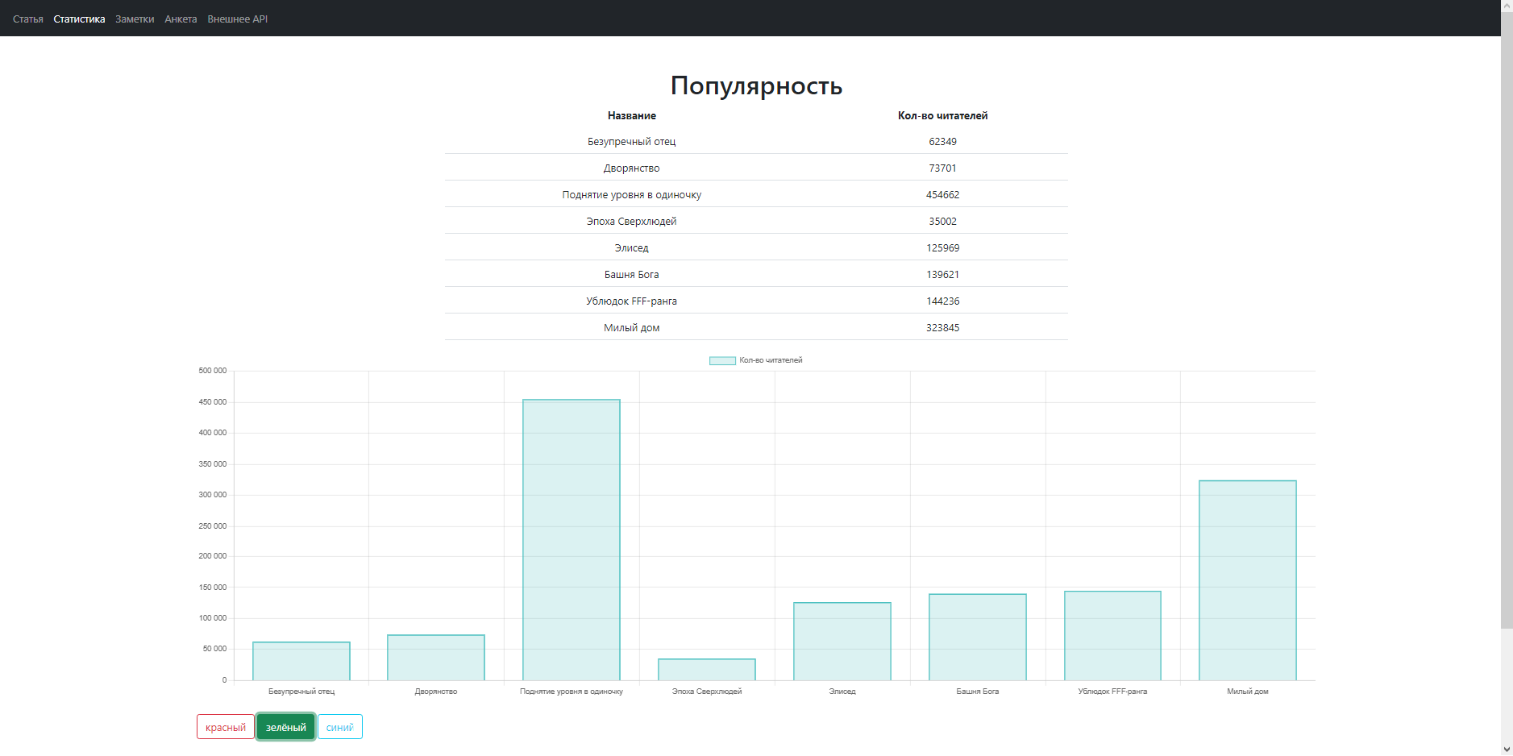 Статья Статистика Заметки Анкета Внешнее API
Популярность
Название Кол-во читателей
Безупречный отец 62349
Дворянство 73701
Поднятие уровня в одиночку 454662
Эпоха Сверхлюдей 35002
Элисед 125969
Башня Бога 139621
Ублюдок FFF-ранга 144236
Милый дом 323845
Кол-во читателей
500 000
450 000
400 000
350 000
300 000
250 000
200 000
150 000
100 000
50 000
0
Безупречный отец Дворянство Поднятие уровня в одиночку Эпоха Сверхлюдей Элисед Башня Бога Ублюдок FFF-ранга Милый дом
красный зелёный синий